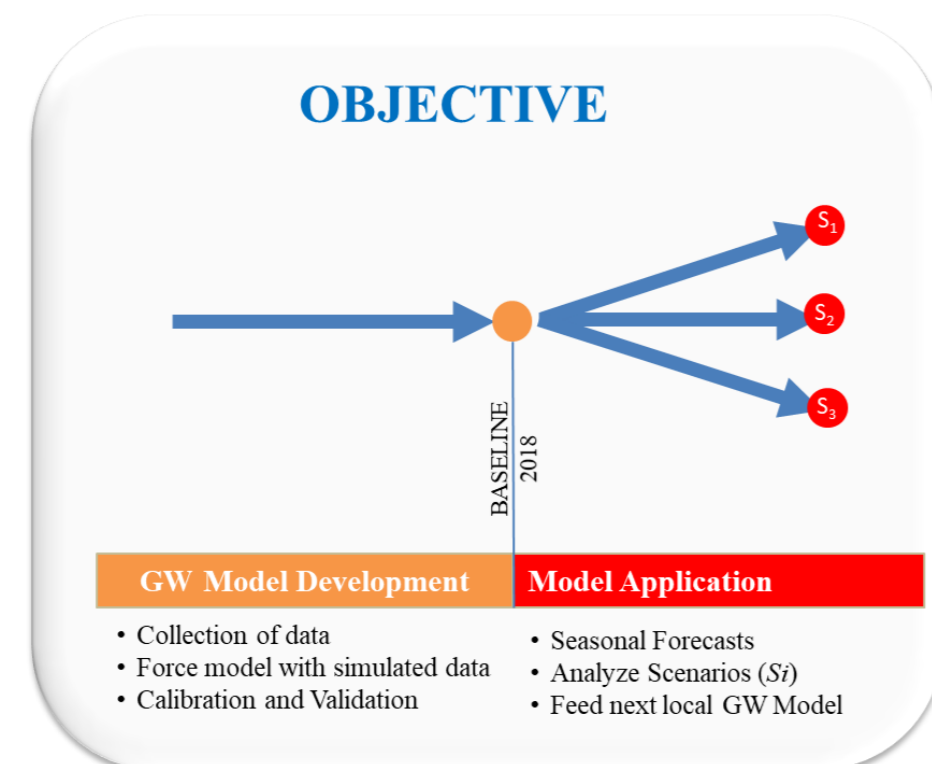 OBJECTIVE
S₁
S₂
S₃
BASELINE
2018
GW Model Development
Model Application
• Collection of data
• Force model with simulated data
• Calibration and Validation
• Seasonal Forecasts
• Analyze Scenarios (Si)
• Feed next local GW Model